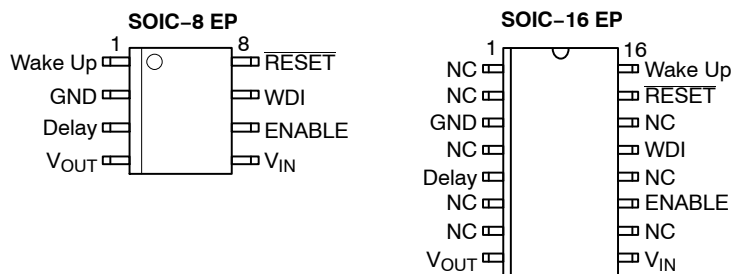 SOIC−8 EP
1 8
Wake Up RESET
GND WDI
Delay ENABLE
VOUT VIN
SOIC−16 EP
1 16
NC Wake Up
NC RESET
GND NC
NC WDI
Delay NC
NC ENABLE
NC NC
VOUT VIN